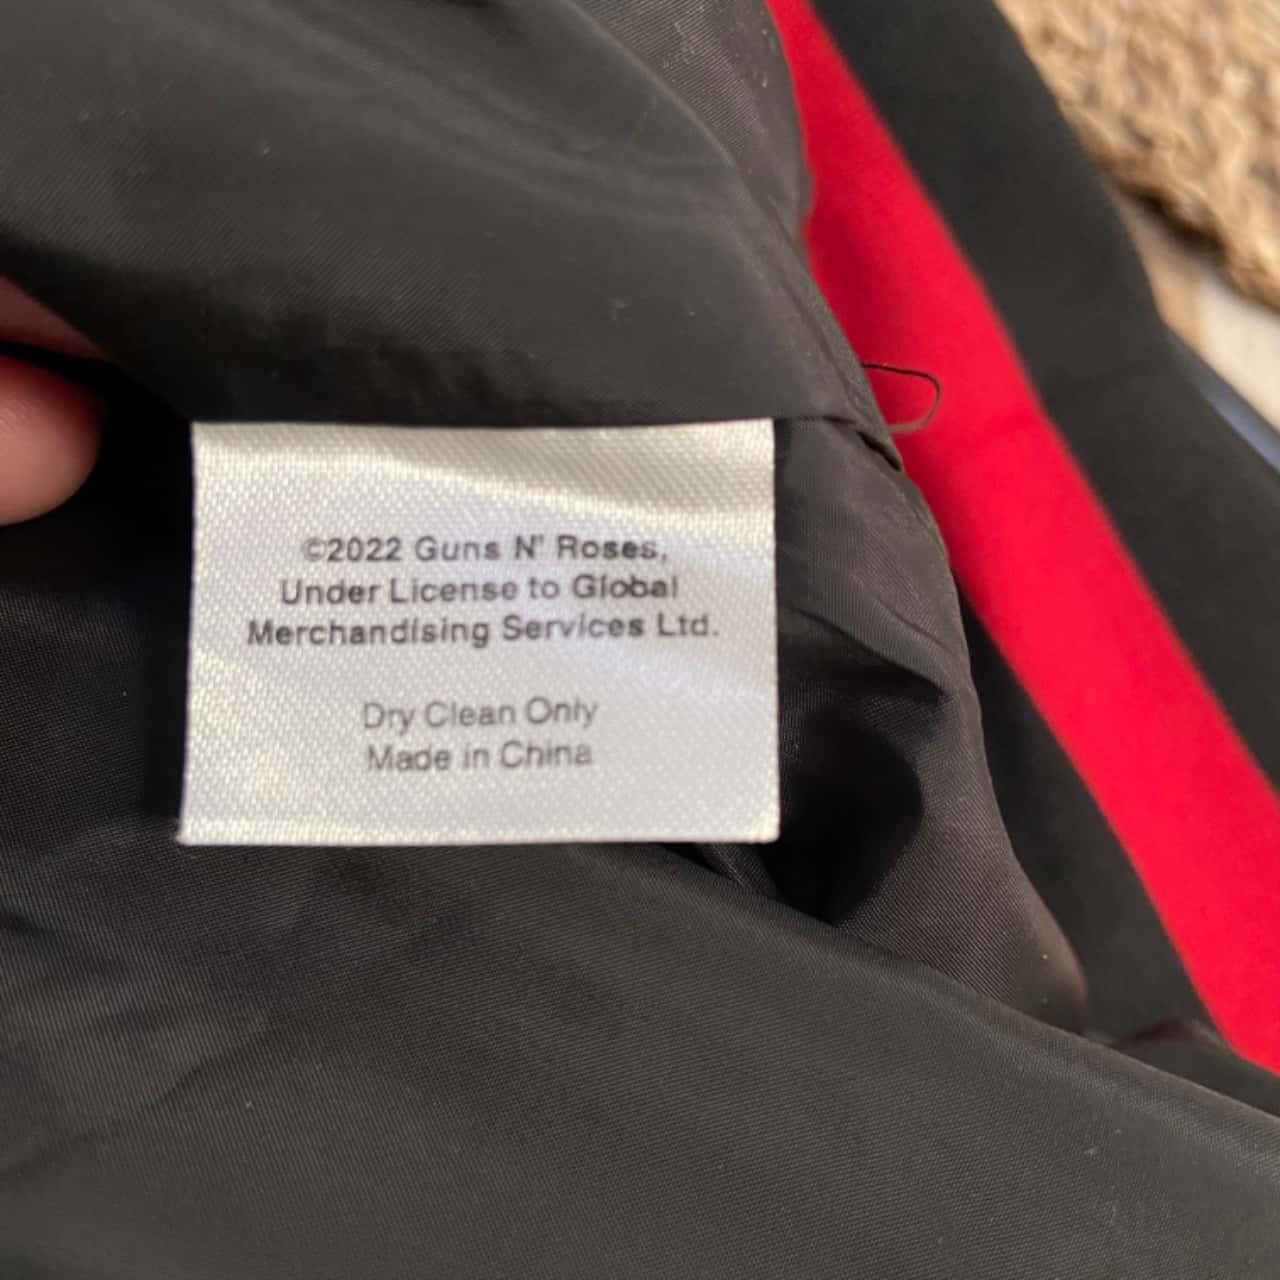 ©2022 Guns N' Roses,
Under License to Global
Merchandising Services Ltd.
Dry Clean Only
Made in China